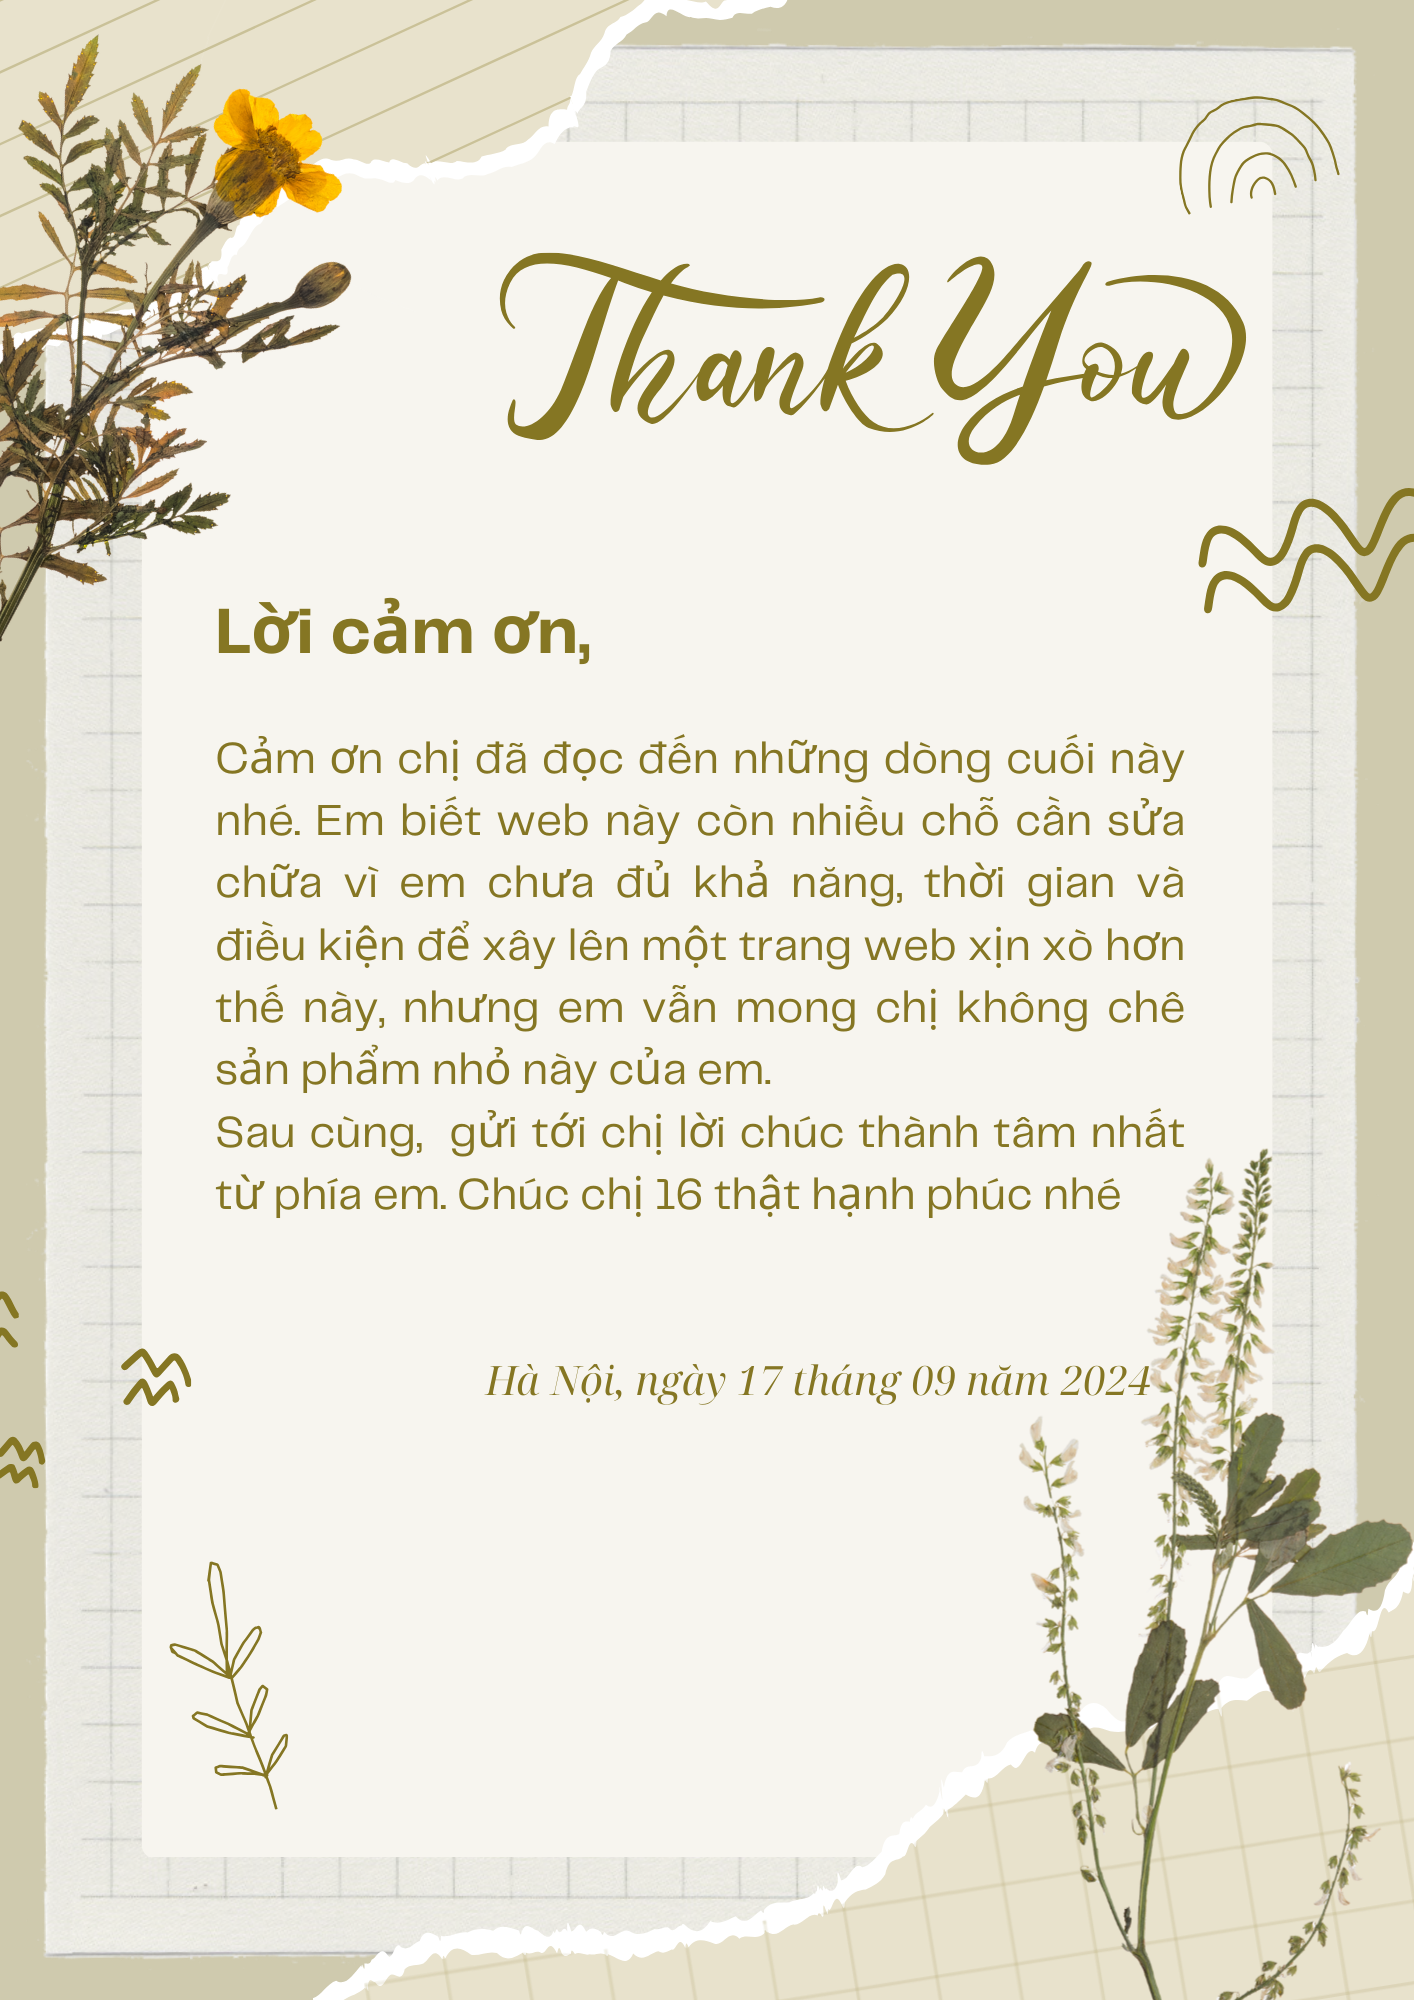 Thank You
Lời cảm ơn,
Cảm ơn chị đã đọc đến những dòng cuối này
nhé. Em biết web này còn nhiều chỗ cần sửa
chữa vì em chưa đủ khả năng, thời gian và
điều kiện để xây lên một trang web xịn xò hơn
thế này, nhưng em vẫn mong chị không chê
sản phẩm nhỏ này của em.
Sau cùng, gửi tới chị lời chúc thành tâm nhất
từ phía em. Chúc chị 16 thật hạnh phúc nhé
Hà Nội, ngày 17 tháng 09 năm 2024